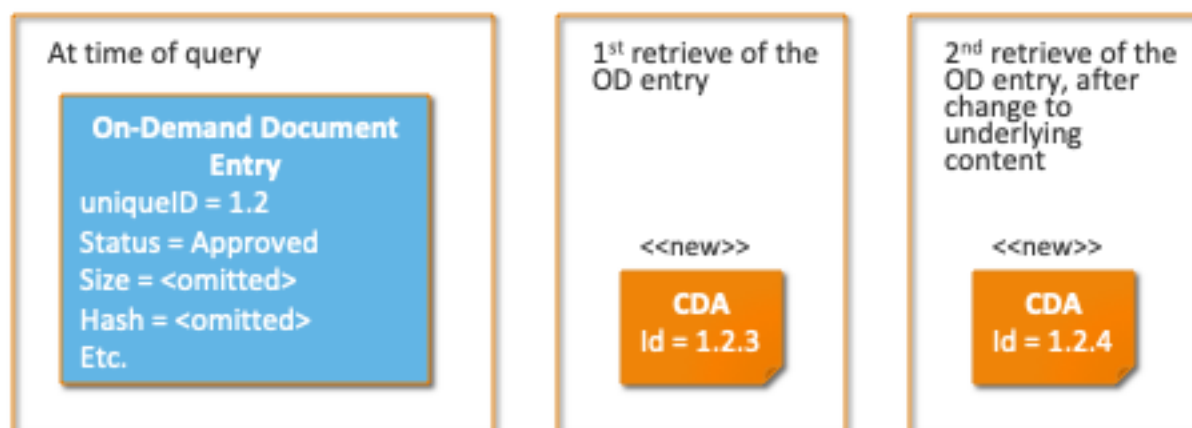 At time of query
On-Demand Document
Entry
uniqueID = 1.2
Status = Approved
Size = <omitted>
Hash = <omitted>
Etc.
1st retrieve of the
OD entry
<<new>>
CDA
Id = 1.2.3
2nd retrieve of the
OD entry, after
change to
underlying
content
<<new>>
CDA
Id = 1.2.4